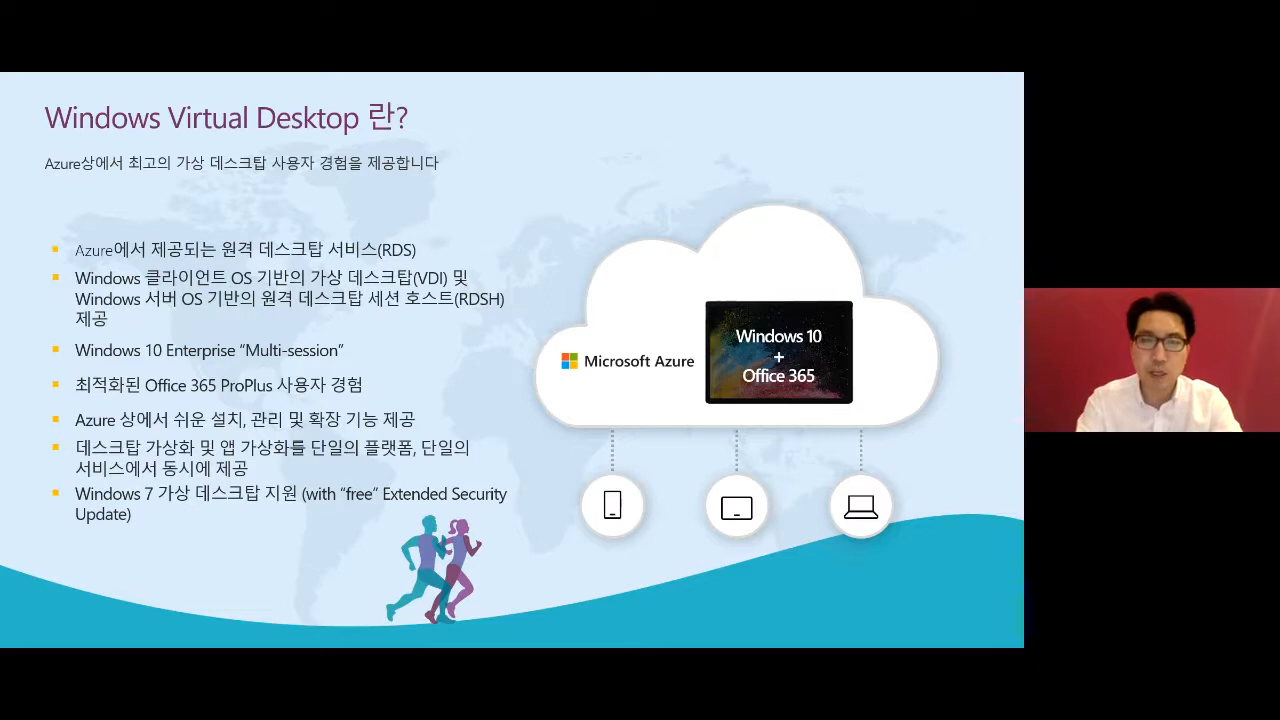 Windows Virtual Desktop 란?
Azure상에서 최고의 가상 데스크탑 사용자 경험을 제공합니다
Azure에서 제공되는 원격 데스크탑 서비스(RDS)
Windows 클라이언트 OS 기반의 가상 데스크탑(VDI) 및
Windows 서버 OS 기반의 원격 데스크탑 세션 호스트(RDSH)
제공
Windows 10 Enterprise “Multi-session”
최적화된 Office 365 ProPlus 사용자 경험
Azure 상에서 쉬운 설치, 관리 및 확장 기능 제공
데스크탑 가상화 및 앱 가상화를 단일의 플랫폼, 단일의
서비스에서 동시에 제공
Windows 7 가상 데스크탑 지원 (with “free” Extended Security
Update)
Microsoft Azure
Windows 10
+
Office 365